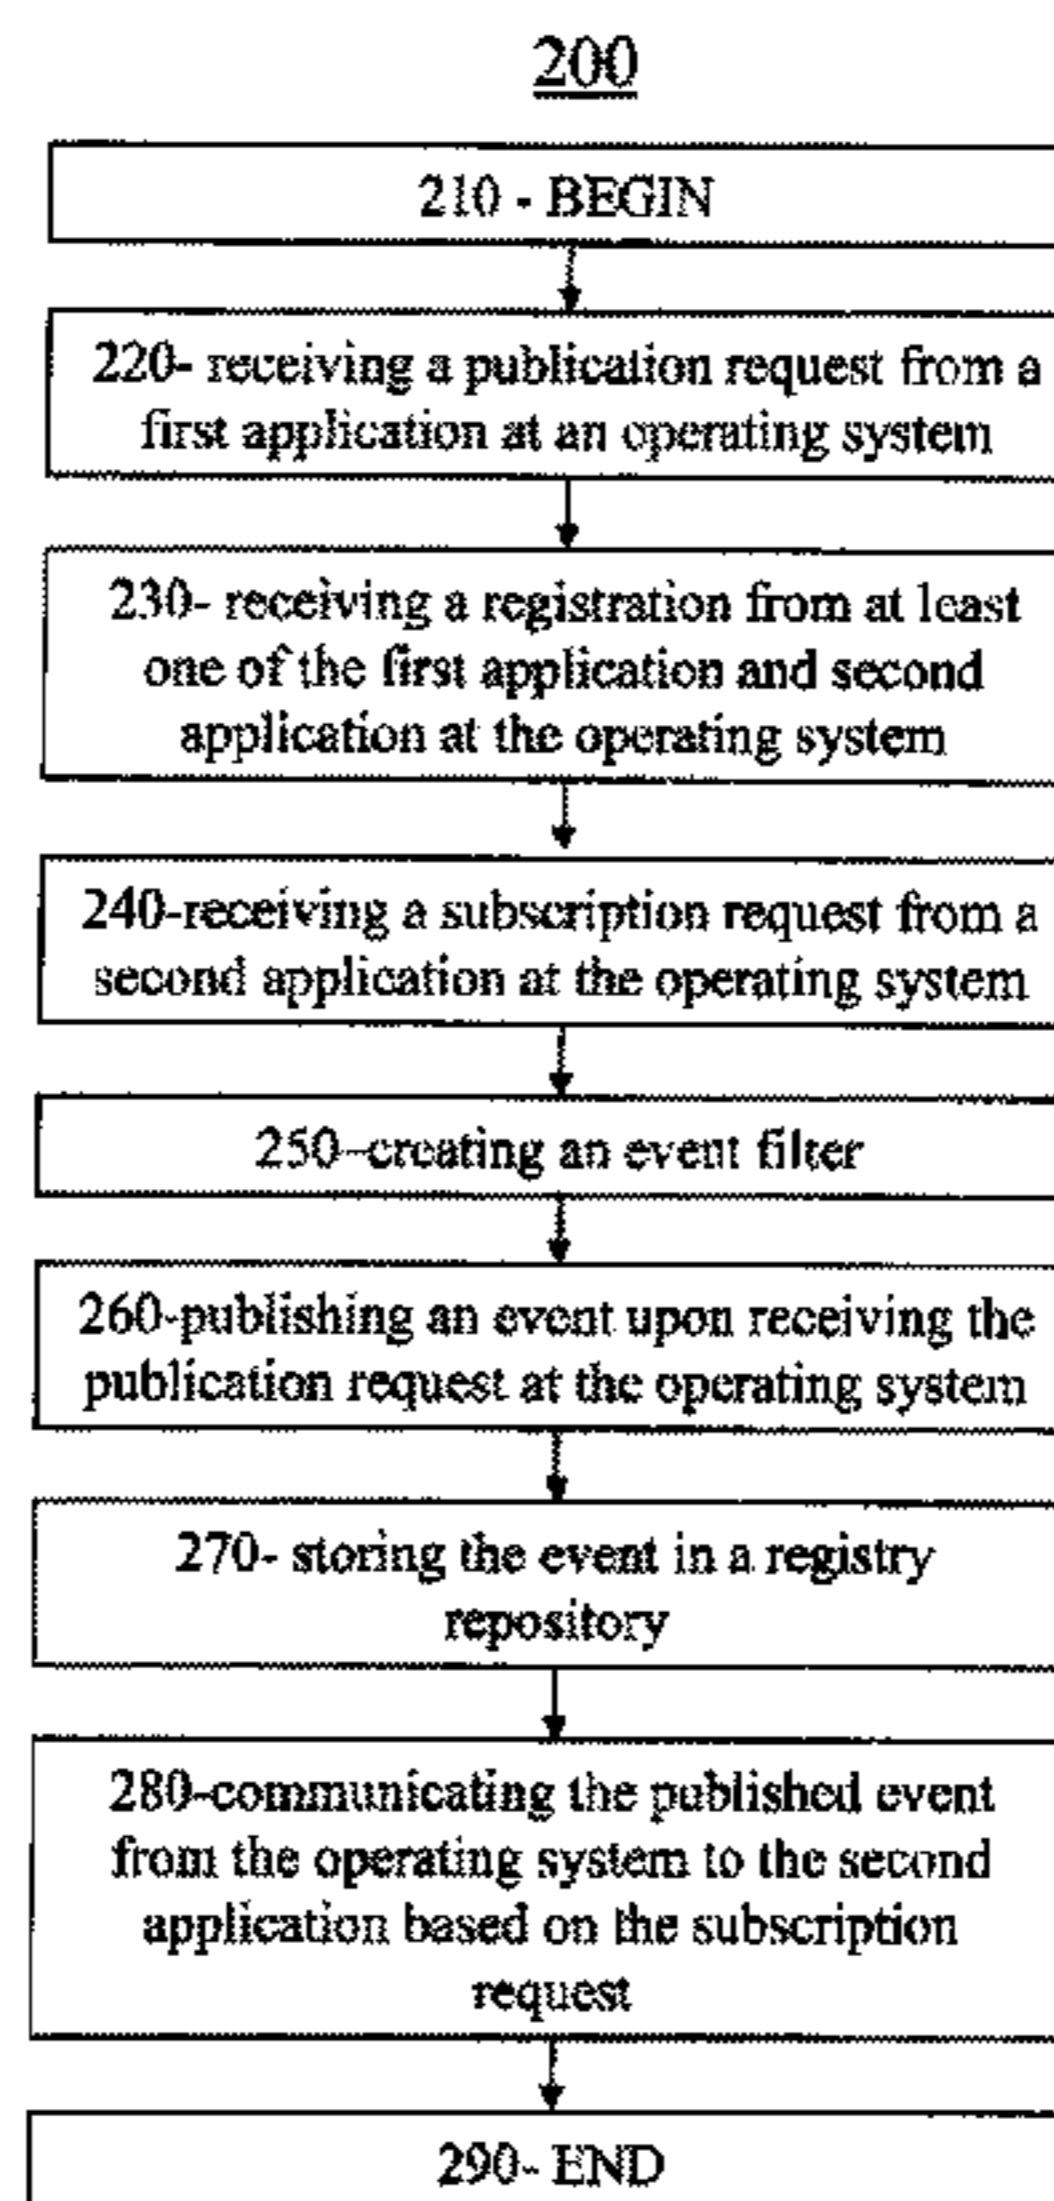 200
210 - BEGIN
220- receiving a publication request from a
first application at an operating system
230- receiving a registration from at least
one of the first application and second
application at the operating system
240-receiving a subscription request from a
second application at the operating system
250-creating an event filter
260-publishing an event upon receiving the
publication request at the operating system
270- storing the event in a registry
repository
280-communicating the published event
from the operating system to the second
application based on the subscription
request
290- END